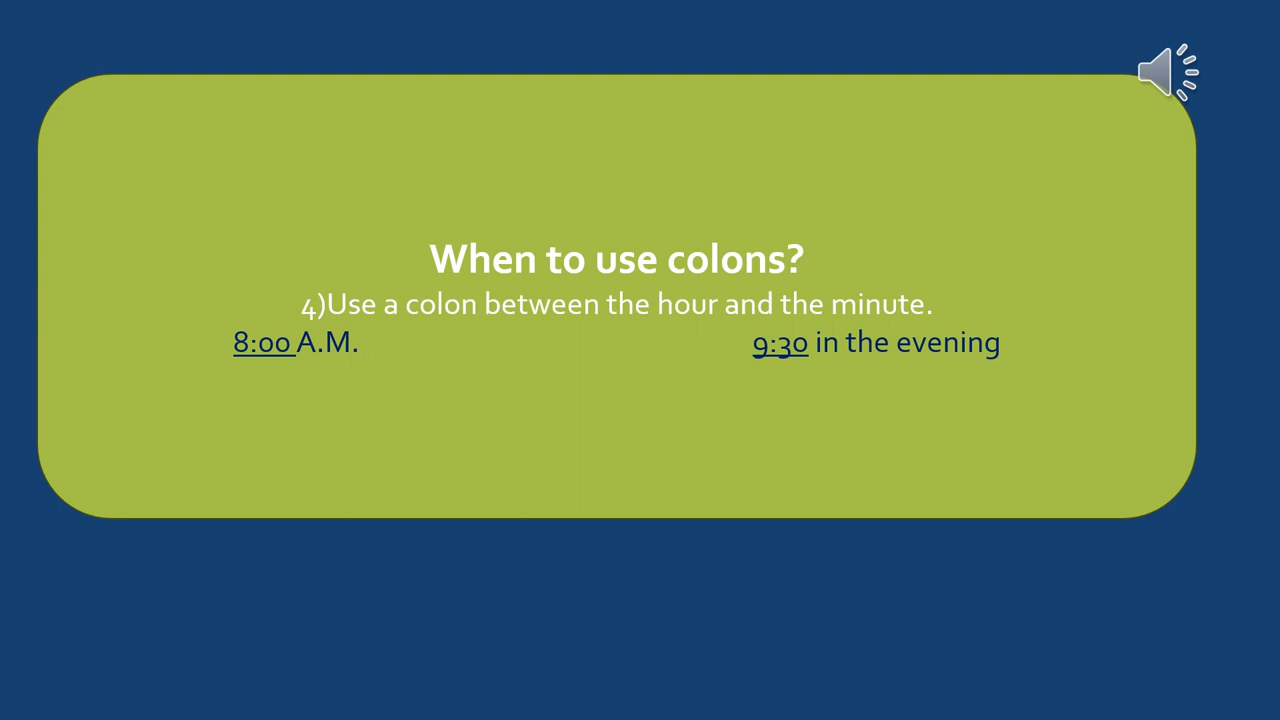 When to use colons?
4)Use a colon between the hour and the minute.
8:00 A.M. 9:30 in the evening